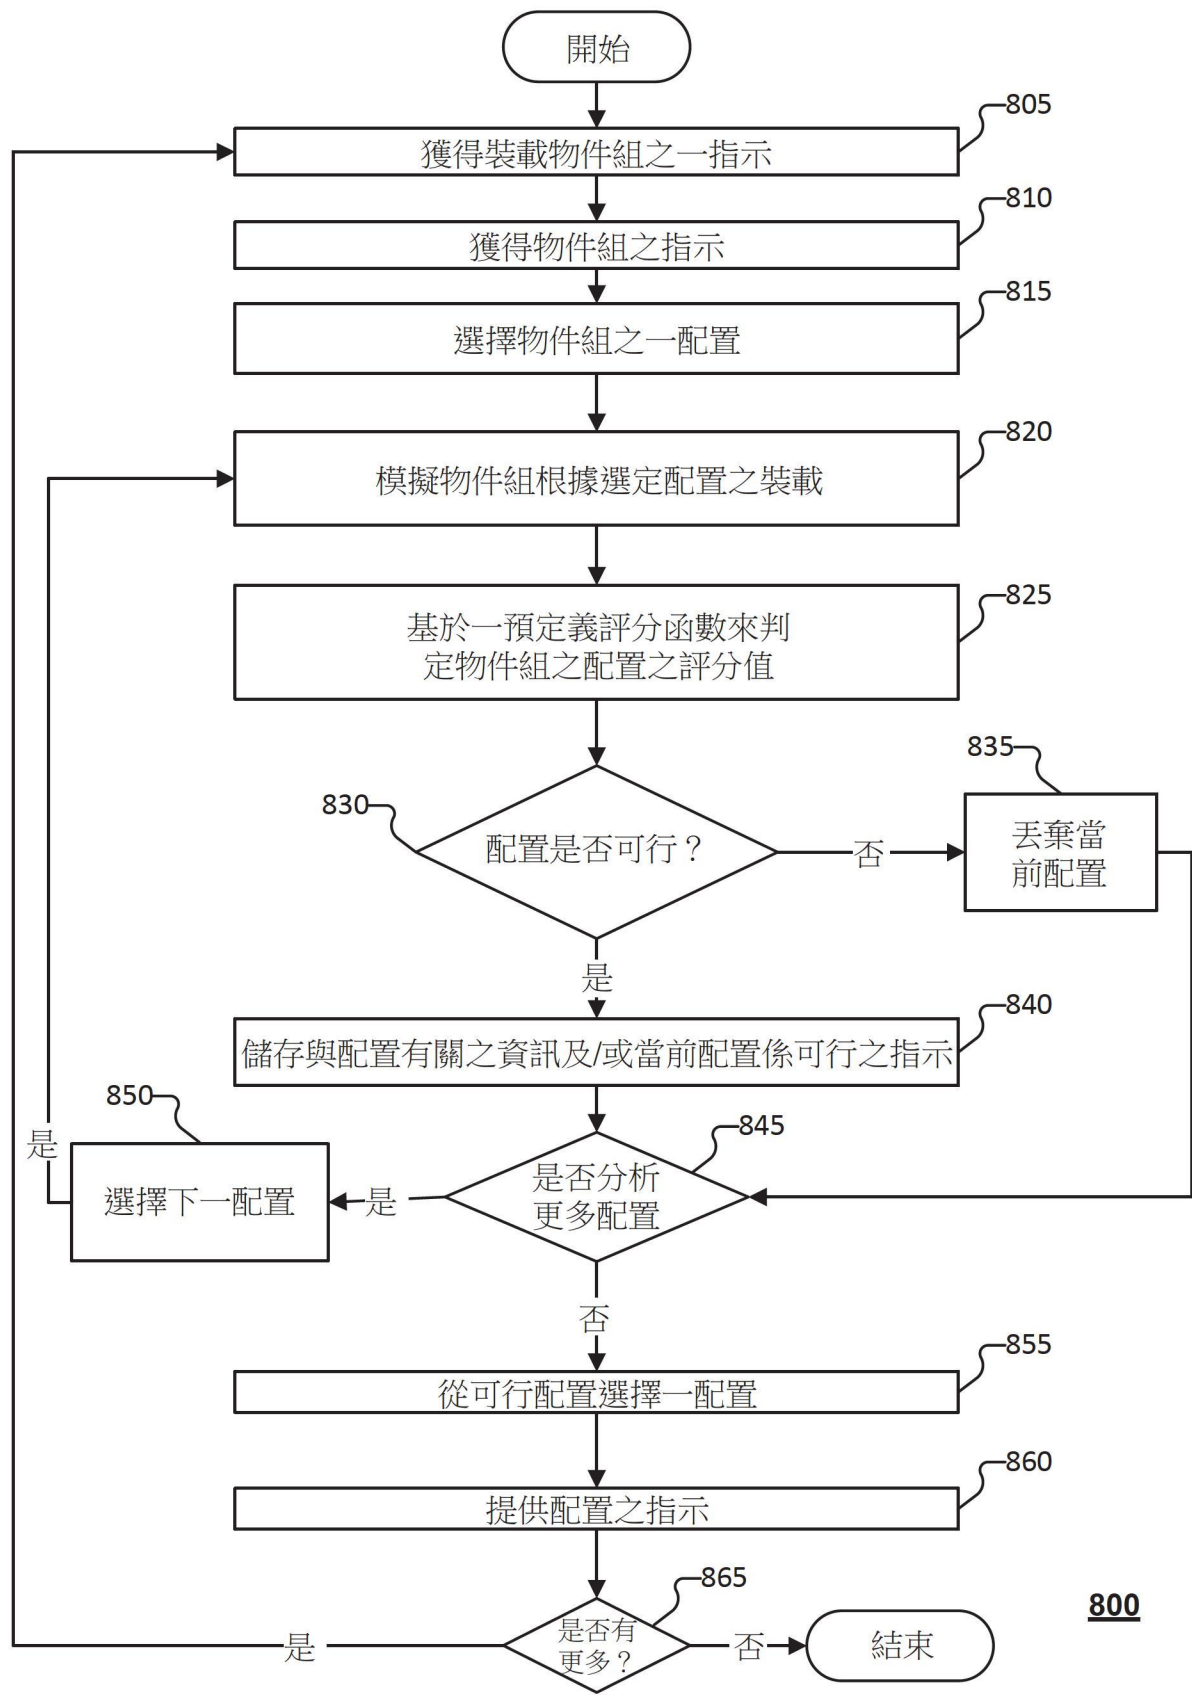 開始
805
獲得裝載物件組之一指示
810
獲得物件組之指示
815
選擇物件組之一配置
820
模擬物件組根據選定配置之裝載
825
基於一預定義評分函數來判
定物件組之配置之評分值
830
配置是否可行？
否
835
丟棄當
前配置
是
840
儲存與配置有關之資訊及/或當前配置係可行之指示
845
是否分析
更多配置
是
850
選擇下一配置
是
否
855
從可行配置選擇一配置
860
提供配置之指示
865
是否有
更多？
是
否
結束
800